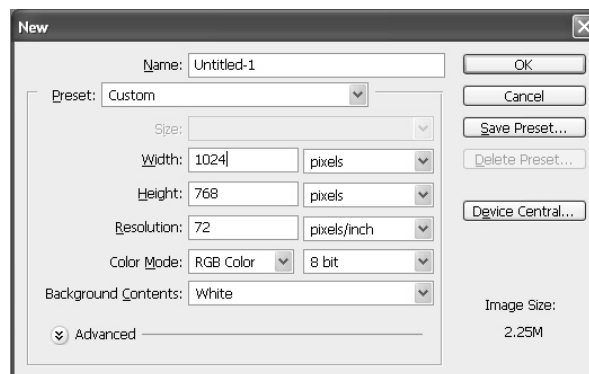 New
Name: Untitled-1
OK
Preset: Custom
Cancel
Size:
Save Preset...
Width: 1024 pixels
Delete Preset...
Height: 768 pixels
Resolution: 72 pixels/inch
Device Central...
Color Mode: RGB Color 8 bit
Background Contents: White
Image Size:
Advanced
2.25M